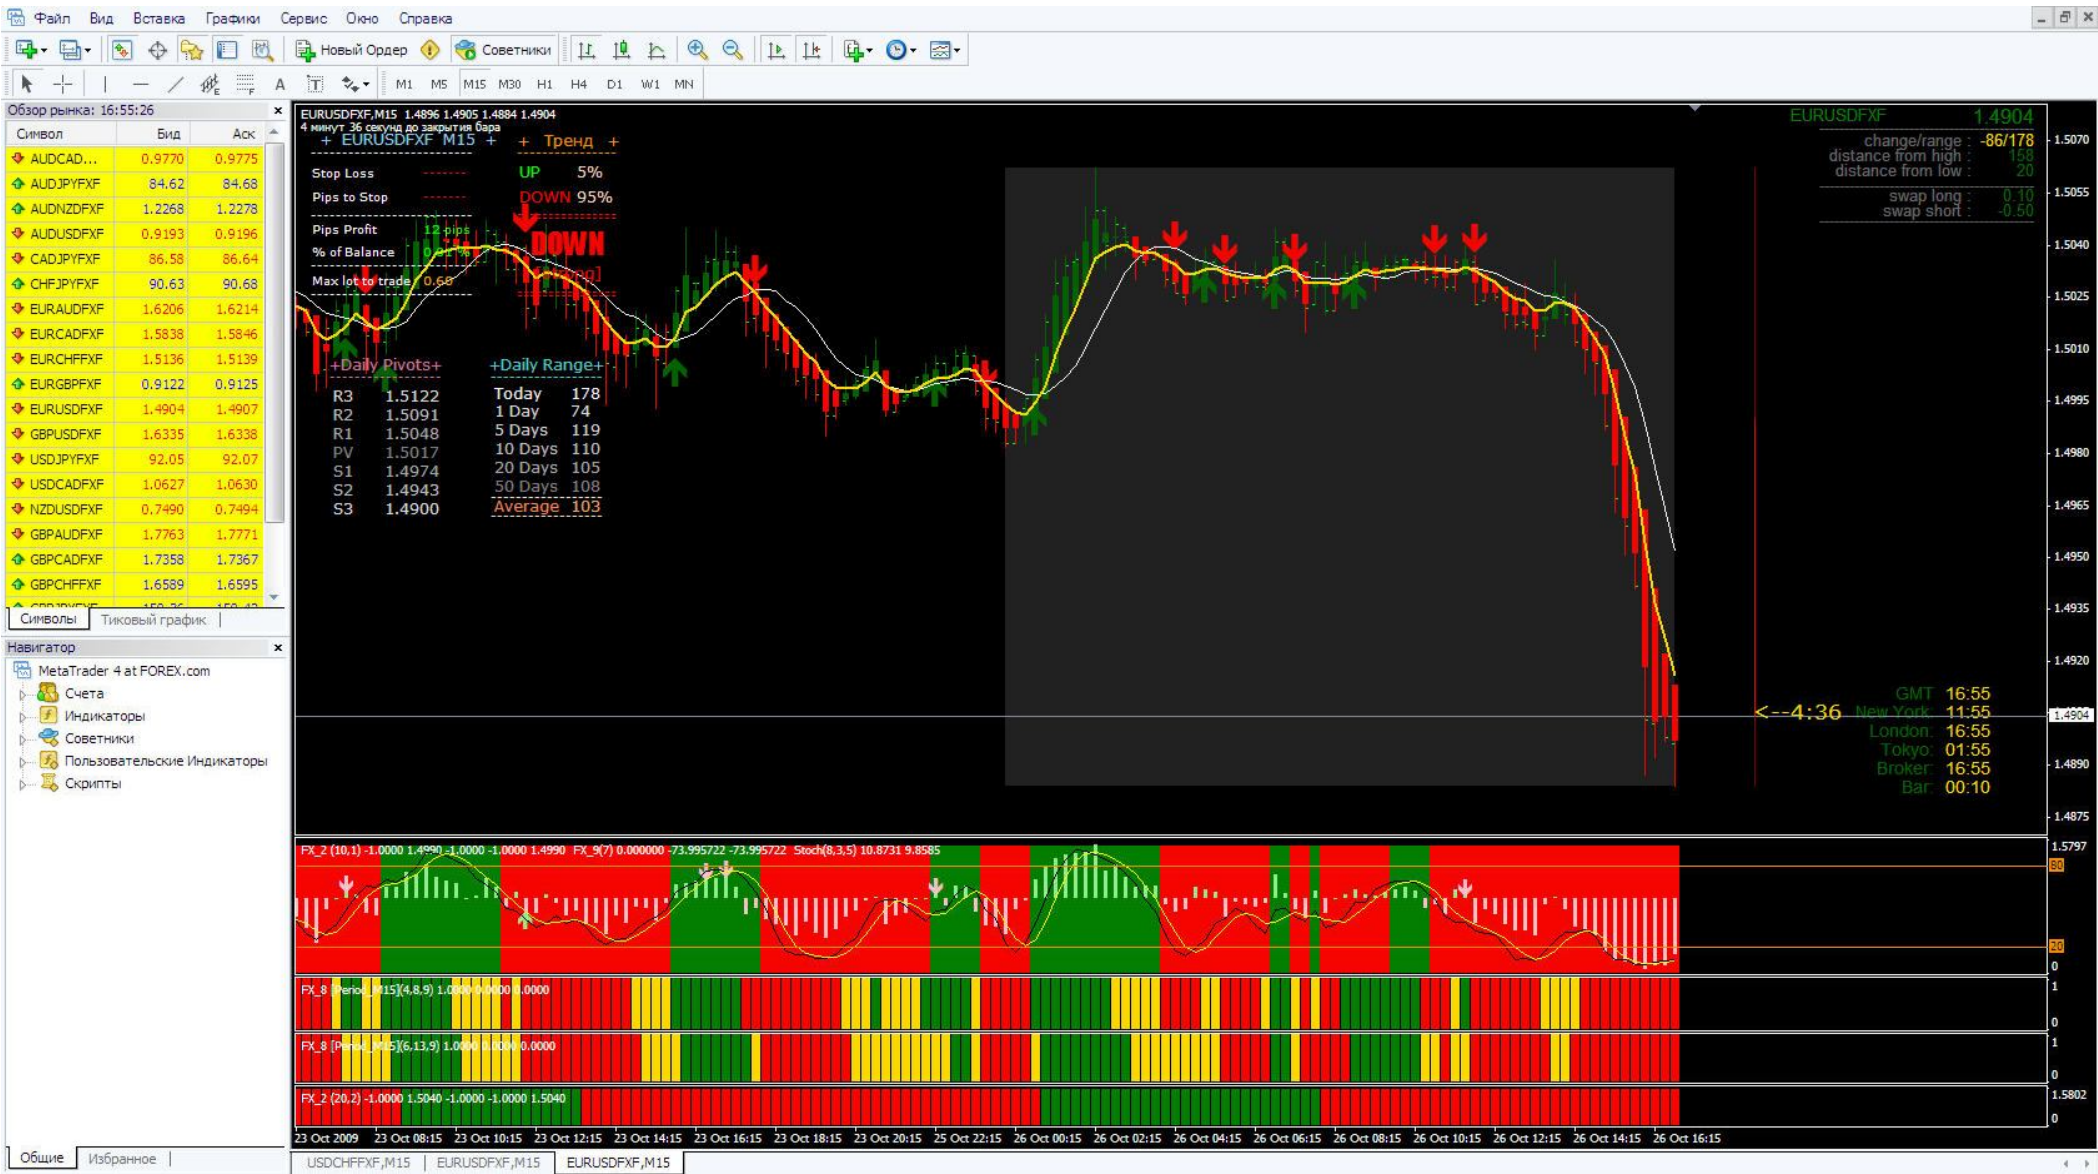 Файл Вид Вставка Графики Сервис Окно Справка
Новый Ордер Советники
A T M1 M5 M15 M30 H1 H4 D1 W1 MN
Обзор рынка: 16:55:26
Символ Бид Аск
AUDCAD... 0.9770 0.9775
AUDJPYFXF 84.62 84.68
AUDNZDFXF 1.2268 1.2278
AUDUSDFXF 0.9193 0.9196
CADJPYFXF 86.58 86.64
CHFJPYFXF 90.63 90.68
EURAUDFXF 1.6206 1.6214
EURCADFXF 1.5838 1.5846
EURCHFFXF 1.5136 1.5139
EURGBPFXF 0.9122 0.9125
EURUSDFXF 1.4904 1.4907
GBPUSDFXF 1.6335 1.6338
USDJPYFXF 92.05 92.07
USDCADFXF 1.0627 1.0630
NZDUSDFXF 0.7490 0.7494
GBPAUDFXF 1.7763 1.7771
GBPCADFXF 1.7358 1.7367
GBPCHFFXF 1.6589 1.6595
Символы Тиковый график
Навигатор
MetaTrader 4 at FOREX.com
Счета
Индикаторы
Советники
Пользовательские Индикаторы
Скрипты
Общие Избранное
EURUSDFXF,M15 1.4896 1.4905 1.4884 1.4904
4 минут 36 секунд до закрытия бара
+ EURUSDFXF M15 + + Тренд +
Stop Loss ------- UP 5%
Pips to Stop ------- DOWN 95%
Pips Profit 12 pips
DOWN
% of Balance
Max lot to trade 0.60
+Daily Pivots+ +Daily Range+
R3 1.5122 Today 178
R2 1.5091 1 Day 74
R1 1.5048 5 Days 119
PV 1.5017 10 Days 110
S1 1.4974 20 Days 105
S2 1.4943 50 Days 108
S3 1.4900 Average 103
EURUSDFXF 1.4904
change/range : -86/178
distance from high : 158
distance from low : 20
swap long : 0.10
swap short : -0.50
<--4:36
GMT 16:55
New York: 11:55
London: 16:55
Tokyo: 01:55
Broker: 16:55
Bar: 00:10
1.5070
1.5055
1.5040
1.5025
1.5010
1.4995
1.4980
1.4965
1.4950
1.4935
1.4920
1.4904
1.4890
1.4875
FX_2 (10,1) -1.0000 1.4990 -1.0000 -1.0000 1.4990 FX_9(7) 0.000000 -73.995722 -73.995722 Stoch(8,3,5) 10.8731 9.8585
1.5797
80
20
0
FX_8 [Period_M15](4,8,9) 1.0000 0.0000 0.0000
1
0
FX_8 [Period_M15](6,13,9) 1.0000 0.0000 0.0000
1
0
FX_2 (20,2) -1.0000 1.5040 -1.0000 -1.0000 1.5040
1.5802
0
23 Oct 2009 23 Oct 08:15 23 Oct 10:15 23 Oct 12:15 23 Oct 14:15 23 Oct 16:15 23 Oct 18:15 23 Oct 20:15 25 Oct 22:15 26 Oct 00:15 26 Oct 02:15 26 Oct 04:15 26 Oct 06:15 26 Oct 08:15 26 Oct 10:15 26 Oct 12:15 26 Oct 14:15 26 Oct 16:15
USDCHFFXF,M15 EURUSDFXF,M15 EURUSDFXF,M15